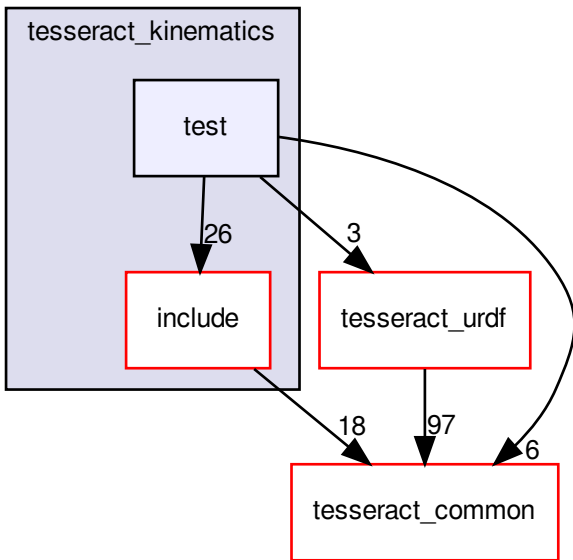 tesseract_kinematics
test
26
3
include
tesseract_urdf
18
97
6
tesseract_common